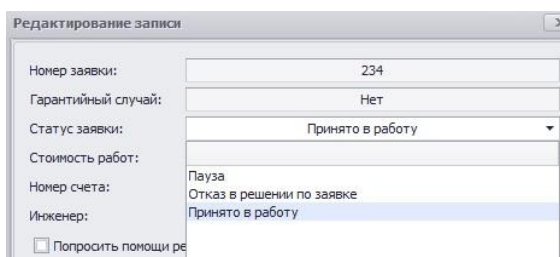 Редактирование записи
Номер заявки: 234
Гарантийный случай: Нет
Статус заявки: Принято в работу
Стоимость работ:
Пауза
Номер счета:
Отказ в решении по заявке
Принято в работу
Инженер:
Попросить помощи ре